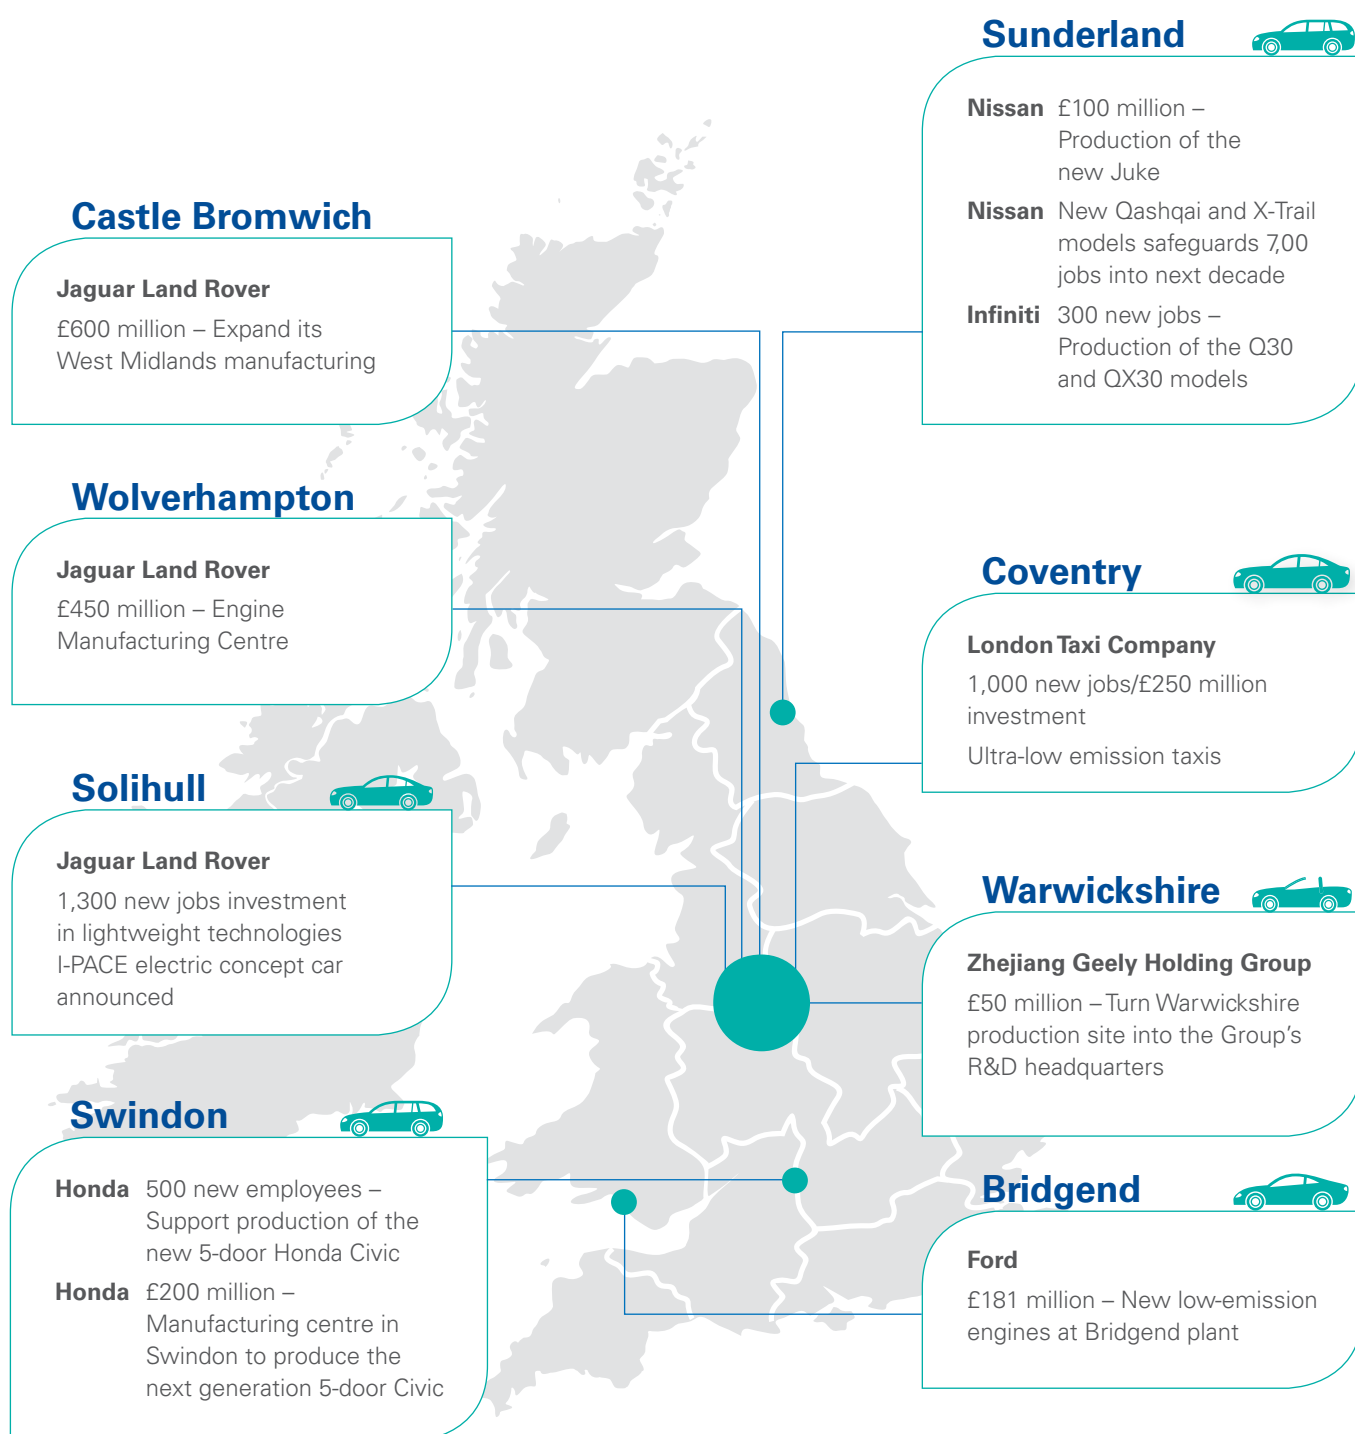 Castle Bromwich
Jaguar Land Rover
£600 million – Expand its
West Midlands manufacturing
Wolverhampton
Jaguar Land Rover
£450 million – Engine
Manufacturing Centre
Solihull
Jaguar Land Rover
1,300 new jobs investment
in lightweight technologies
I-PACE electric concept car
announced
Swindon
Honda 500 new employees –
Support production of the
new 5-door Honda Civic
Honda £200 million –
Manufacturing centre in
Swindon to produce the
next generation 5-door Civic
Sunderland
Nissan £100 million –
Production of the
new Juke
Nissan New Qashqai and X-Trail
models safeguards 7,00
jobs into next decade
Infiniti 300 new jobs –
Production of the Q30
and QX30 models
Coventry
London Taxi Company
1,000 new jobs/£250 million
investment
Ultra-low emission taxis
Warwickshire
Zhejiang Geely Holding Group
£50 million – Turn Warwickshire
production site into the Group's
R&D headquarters
Bridgend
Ford
£181 million – New low-emission
engines at Bridgend plant